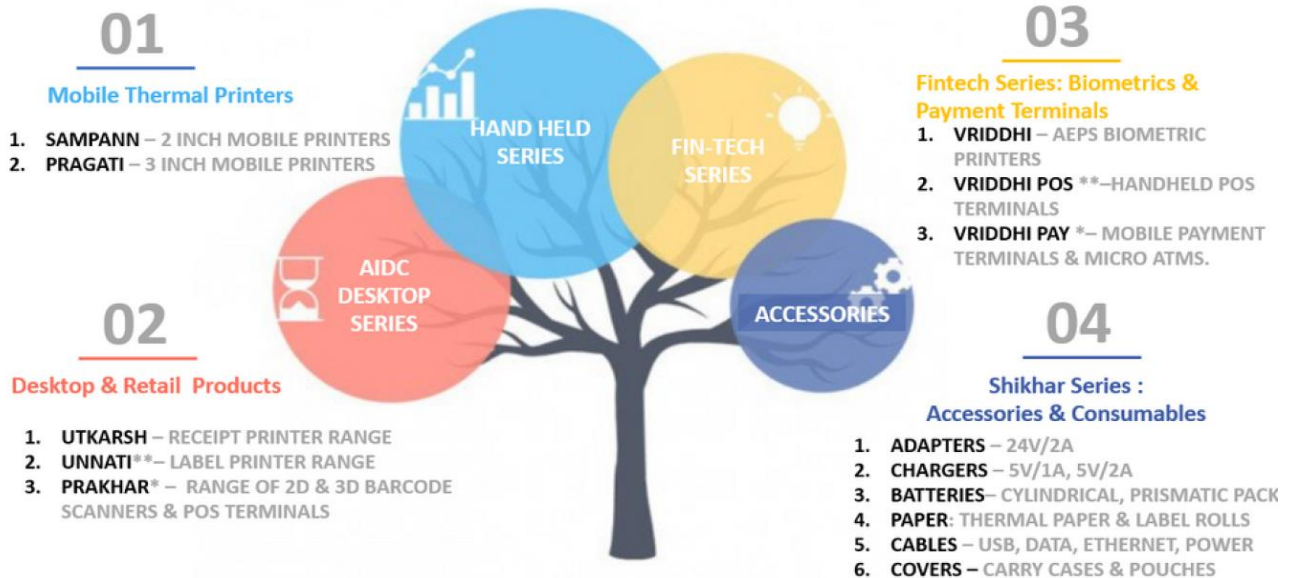 01
Mobile Thermal Printers
1. SAMPANN – 2 INCH MOBILE PRINTERS
2. PRAGATI – 3 INCH MOBILE PRINTERS
02
Desktop & Retail Products
1. UTKARSH – RECEIPT PRINTER RANGE
2. UNNATI**– LABEL PRINTER RANGE
3. PRAKHAR* – RANGE OF 2D & 3D BARCODE
SCANNERS & POS TERMINALS
HAND HELD
SERIES
FIN-TECH
SERIES
AIDC
DESKTOP
SERIES
ACCESSORIES
03
Fintech Series: Biometrics &
Payment Terminals
1. VRIDDHI – AEPS BIOMETRIC
PRINTERS
2. VRIDDHI POS **–HANDHELD POS
TERMINALS
3. VRIDDHI PAY *– MOBILE PAYMENT
TERMINALS & MICRO ATMS.
04
Shikhar Series :
Accessories & Consumables
1. ADAPTERS – 24V/2A
2. CHARGERS – 5V/1A, 5V/2A
3. BATTERIES– CYLINDRICAL, PRISMATIC PACK
4. PAPER: THERMAL PAPER & LABEL ROLLS
5. CABLES – USB, DATA, ETHERNET, POWER
6. COVERS – CARRY CASES & POUCHES